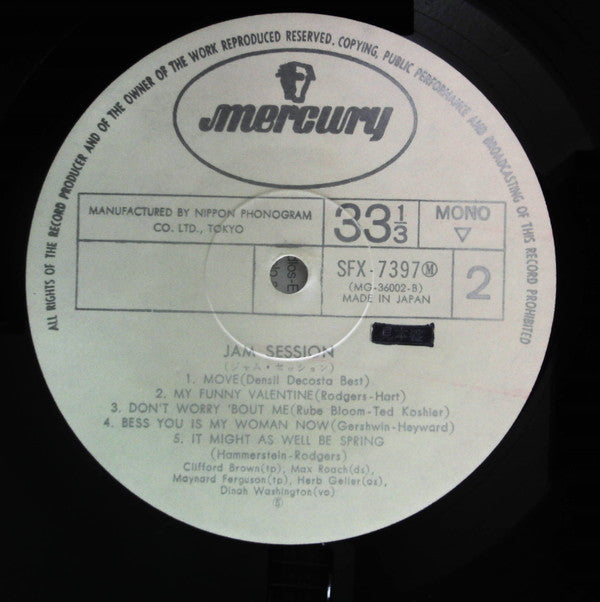 ALL RIGHTS OF THE RECORD PRODUCER AND OF THE OWNER OF THE WORK REPRODUCED RESERVED. COPYING, PUBLIC PERFORMANCE AND BROADCASTING OF THIS RECORD PROHIBITED
mercury
MANUFACTURED BY NIPPON PHONOGRAM
CO. LTD., TOKYO
33 1/3
MONO
▽
SFX-7397Ⓜ
(MG-36002-B)
MADE IN JAPAN
2
JAM SESSION
(ジャム・セッション)
1. MOVE(Densil Decosta Best)
2. MY FUNNY VALENTINE(Rodgers-Hart)
3. DON'T WORRY 'BOUT ME(Rube Bloom-Ted Koshler)
4. BESS YOU IS MY WOMAN NOW(Gershwin-Heyward)
5. IT MIGHT AS WELL BE SPRING
(Hammerstein-Rodgers)
Clifford Brown(tp), Max Roach(ds),
Maynard Ferguson(tp), Herb Geller(as),
Dinah Washington(vo)